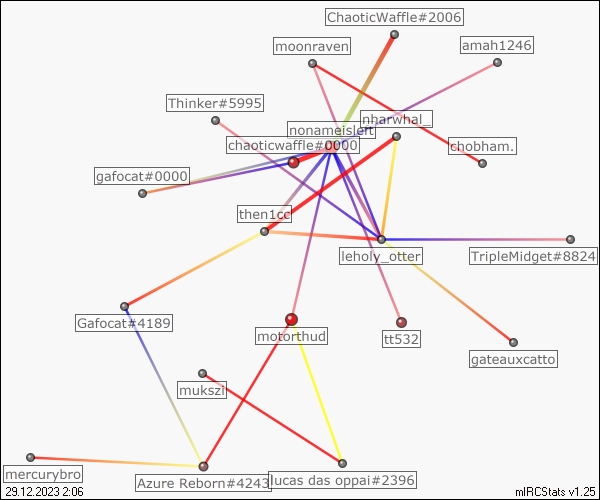 ChaoticWaffle#2006
moonraven
amah1246
Thinker#5995
nharwhal_
nonameisleft
chaoticwaffle#0000
chobham.
gafocat#0000
then1cc
leholy_otter
TripleMidget#8824
Gafocat#4189
motorthud
tt532
gateauxcatto
mukszi
mercurybro
Azure Reborn#4243
lucas das oppai#2396
29.12.2023 2:06
mIRCStats v1.25